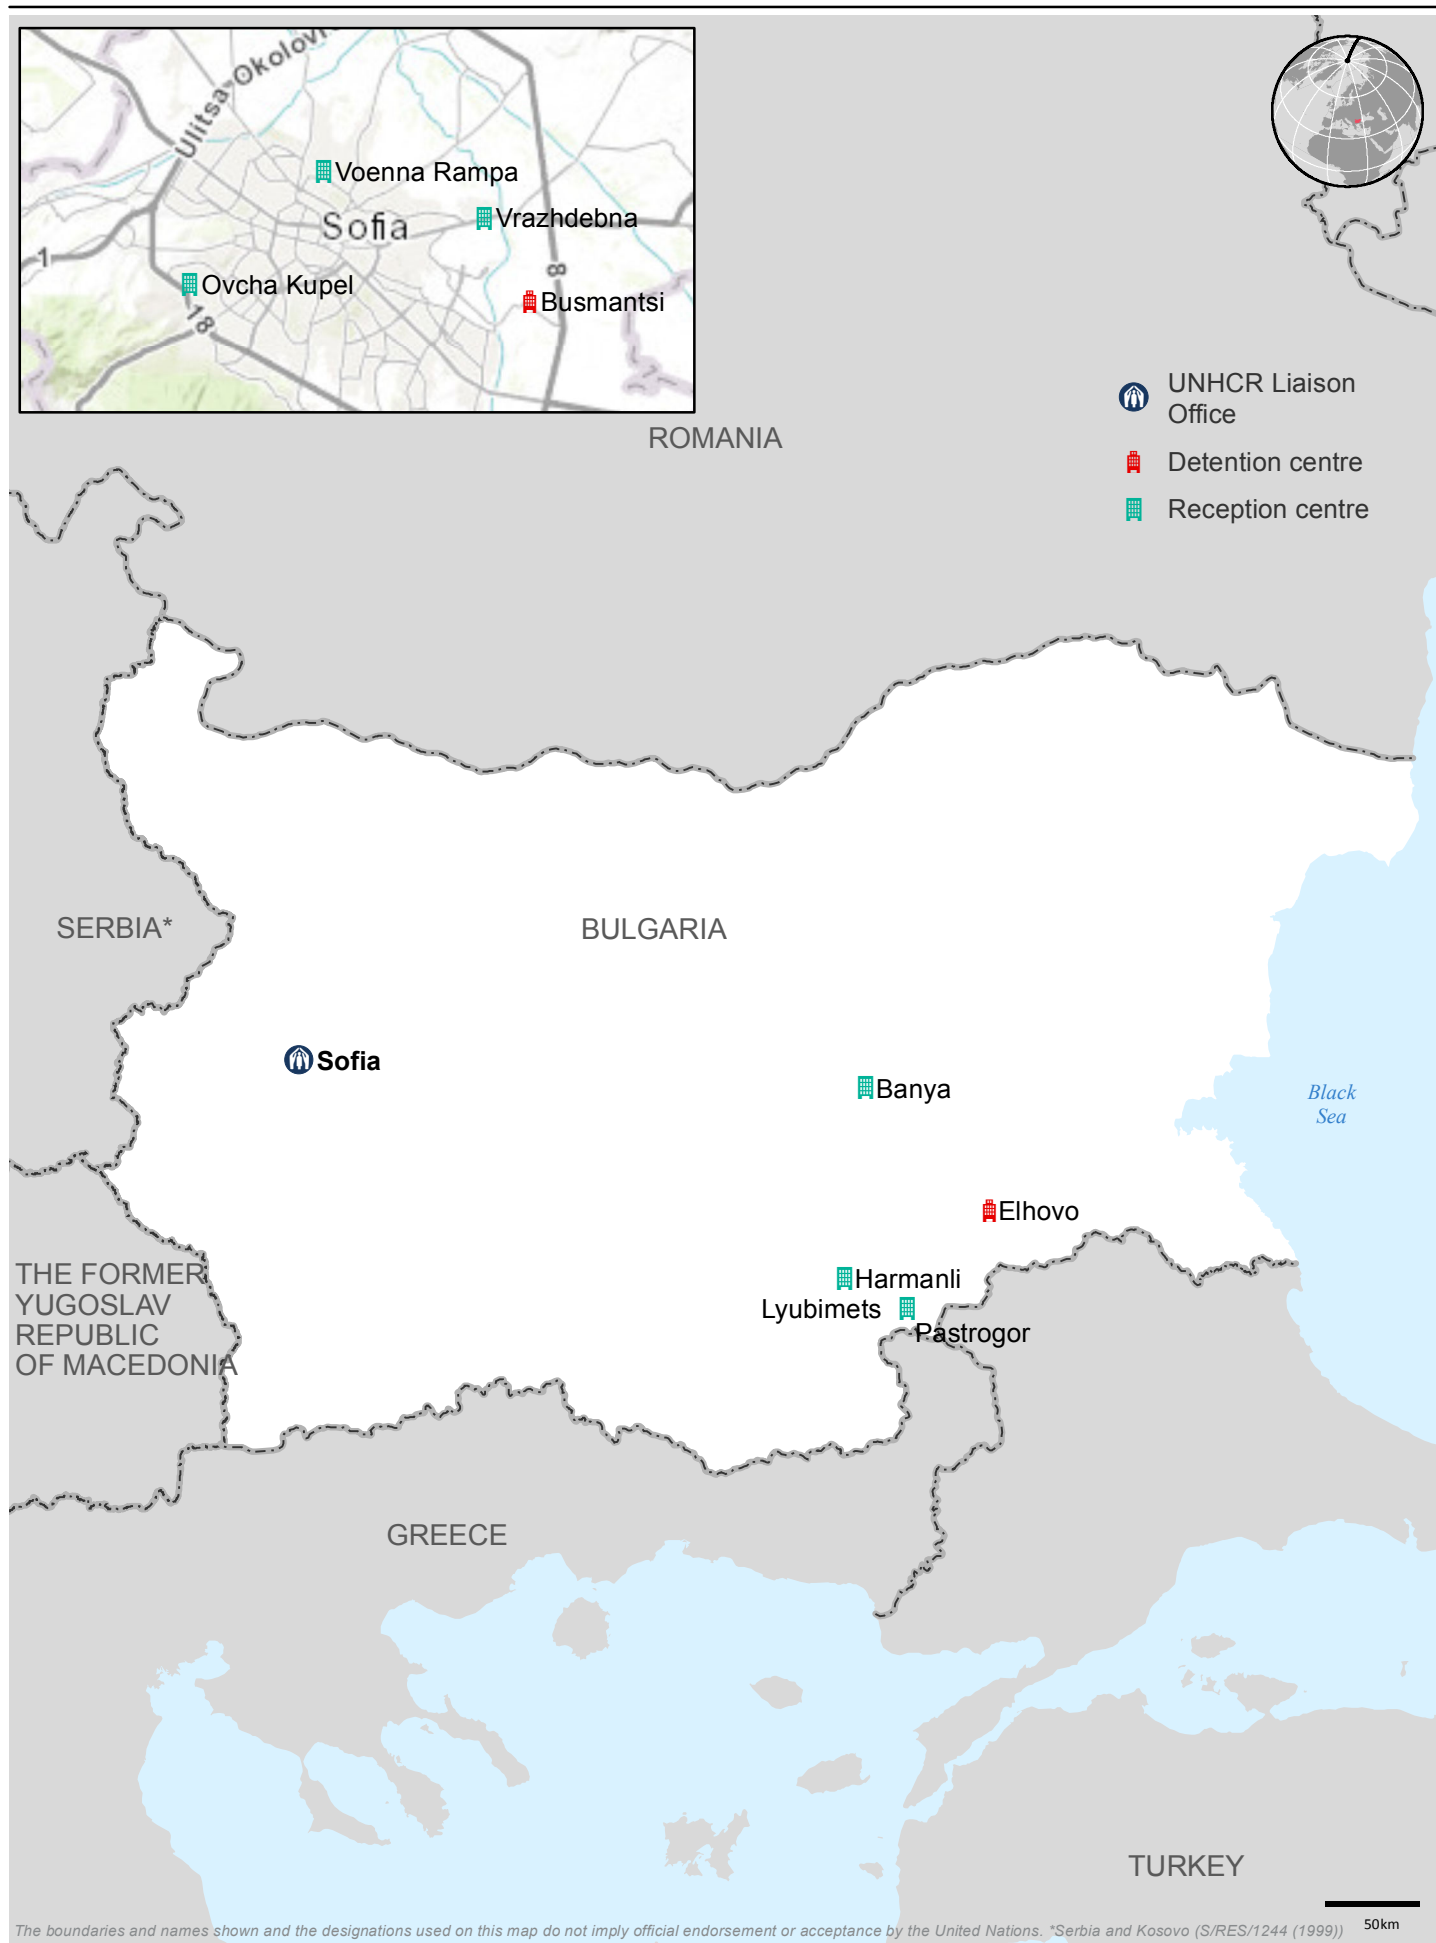 Ulitsa-Okolovr
Voenna Rampa
Sofia
Vrazhdebna
1
Ovcha Kupel
8
Busmantsi
18
UNHCR Liaison
Office
Detention centre
Reception centre
ROMANIA
SERBIA*
BULGARIA
Sofia
Banya
Black
Sea
Elhovo
THE FORMER
YUGOSLAV
REPUBLIC
OF MACEDONIA
Harmanli
Lyubimets
Pastrogor
GREECE
TURKEY
50km
The boundaries and names shown and the designations used on this map do not imply official endorsement or acceptance by the United Nations. *Serbia and Kosovo (S/RES/1244 (1999))